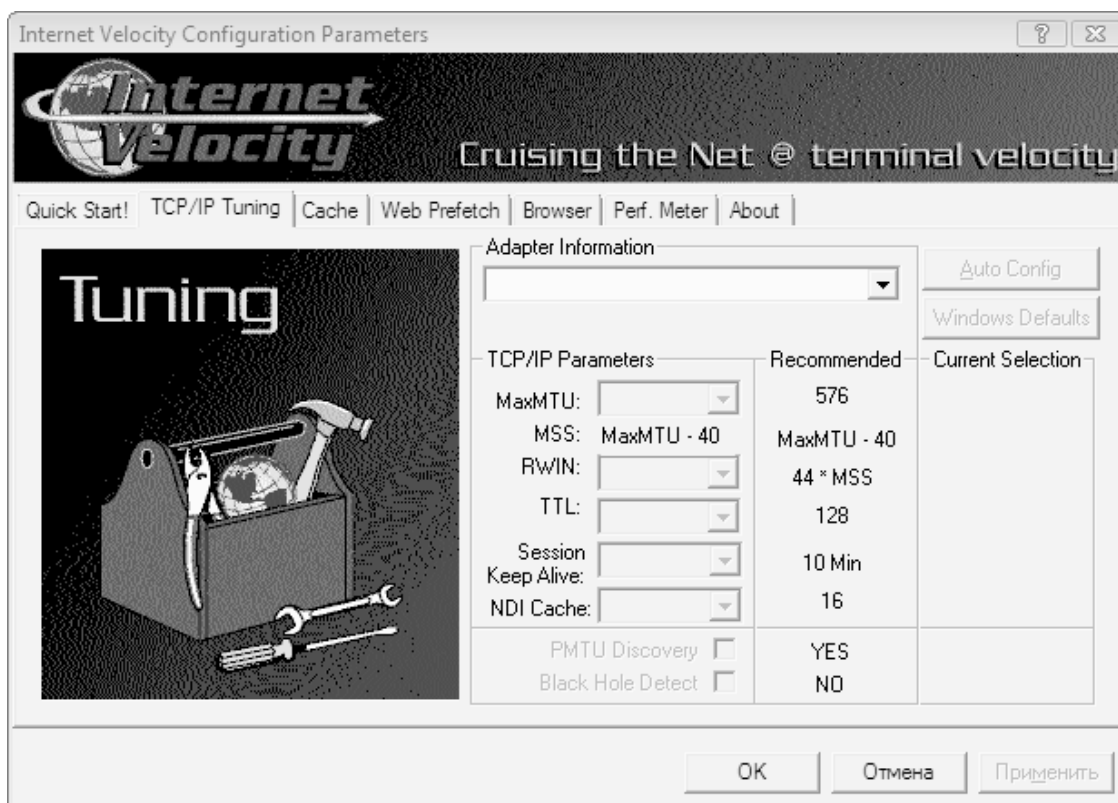 Internet Velocity Configuration Parameters
Internet
Velocity
Cruising the Net @ terminal velocity
Quick Start! TCP/IP Tuning Cache Web Prefetch Browser Perf. Meter About
Tuning
Adapter Information
Auto Config
Windows Defaults
TCP/IP Parameters Recommended Current Selection
MaxMTU: 576
MSS: MaxMTU - 40 MaxMTU - 40
RWIN: 44 * MSS
TTL: 128
Session
Keep Alive: 10 Min
NDI Cache: 16
PMTU Discovery YES
Black Hole Detect NO
OK Отмена Применить